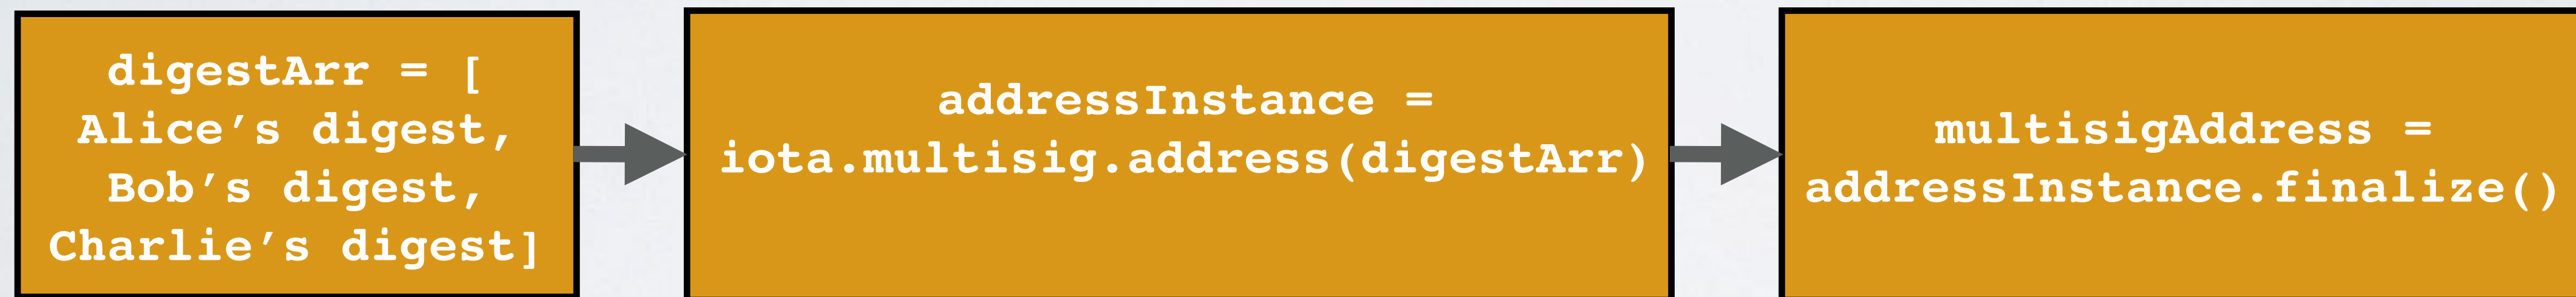 digestArr = [
Alice’s digest,
Bob’s digest,
Charlie’s digest]
addressInstance =
iota.multisig.address(digestArr)
multisigAddress =
addressInstance.finalize()